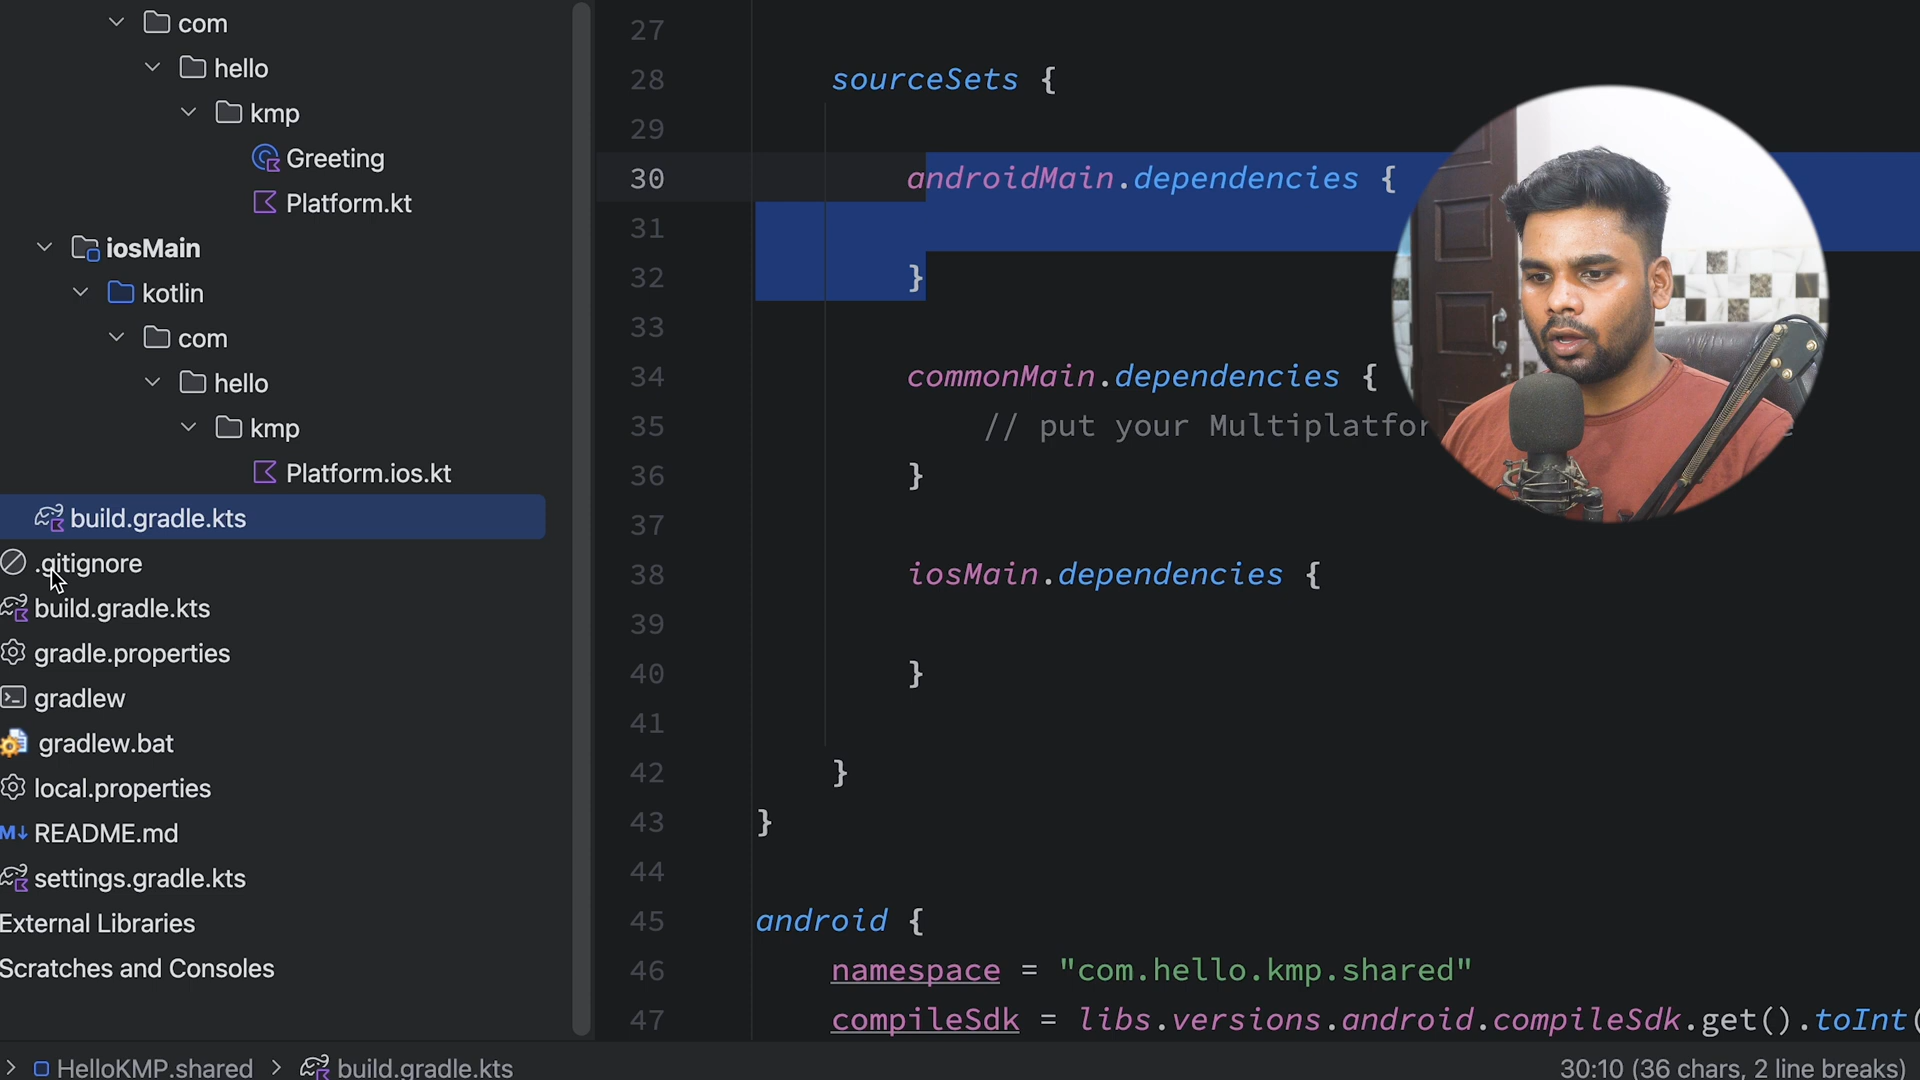 com
hello
kmp
Greeting
Platform.kt
iosMain
kotlin
com
hello
kmp
Platform.ios.kt
build.gradle.kts
.gitignore
build.gradle.kts
gradle.properties
gradlew
gradlew.bat
local.properties
README.md
settings.gradle.kts
External Libraries
Scratches and Consoles
HelloKMP.shared > build.gradle.kts
27
28 sourceSets {
29
30 androidMain.dependencies {
31
32 }
33
34 commonMain.dependencies {
35 // put your Multiplatfor
36 }
37
38 iosMain.dependencies {
39
40 }
41
42 }
43 }
44
45 android {
46 namespace = "com.hello.kmp.shared"
47 compileSdk = libs.versions.android.compileSdk.get().toInt(
30:10 (36 chars, 2 line breaks)